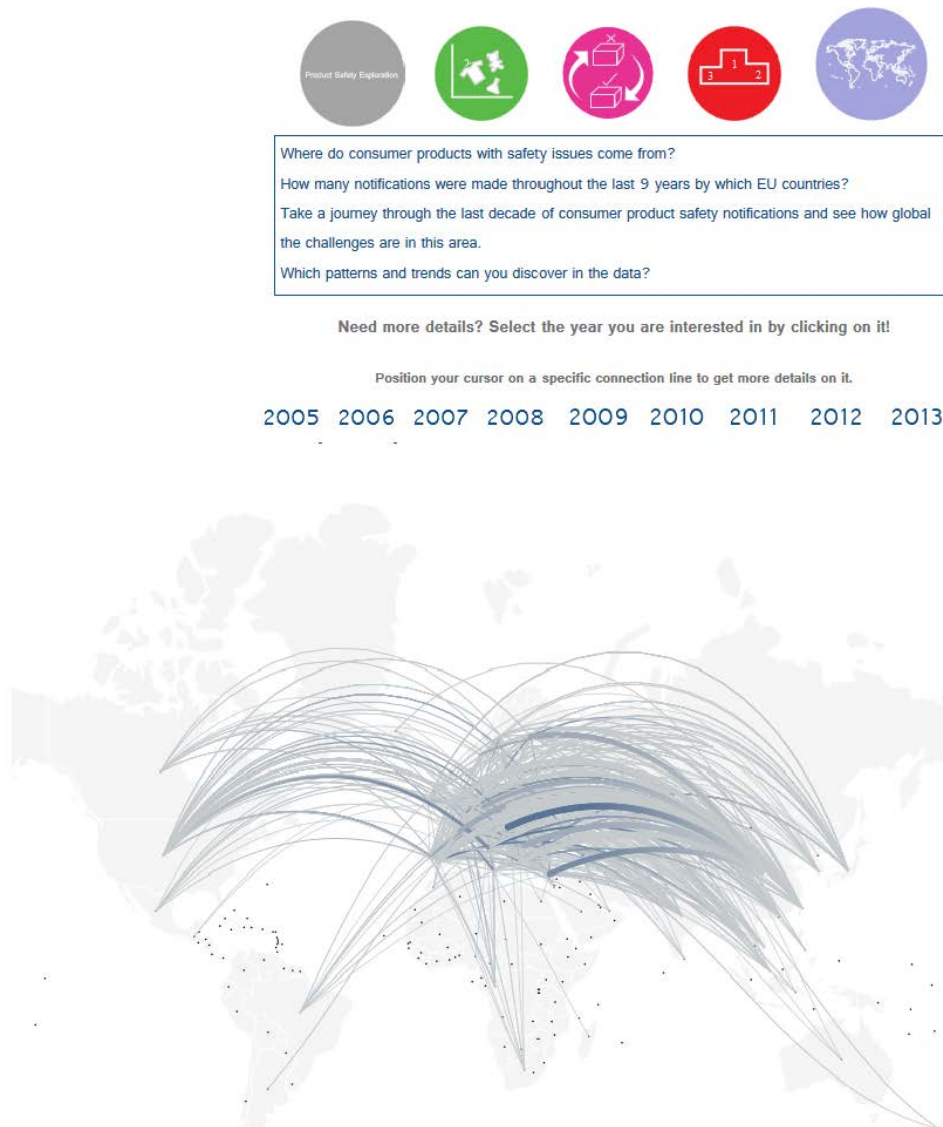 Product Safety Exploration
1
3
2
Where do consumer products with safety issues come from?
How many notifications were made throughout the last 9 years by which EU countries?
Take a journey through the last decade of consumer product safety notifications and see how global
the challenges are in this area.
Which patterns and trends can you discover in the data?
Need more details? Select the year you are interested in by clicking on it!
Position your cursor on a specific connection line to get more details on it.
2005 2006 2007 2008 2009 2010 2011 2012 2013